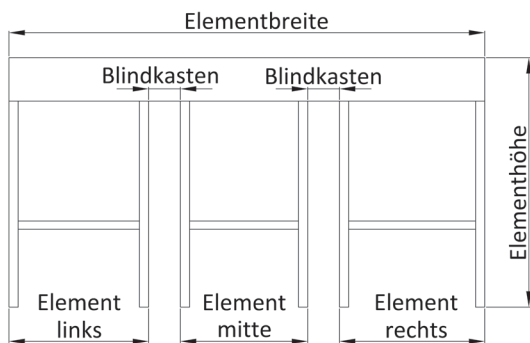 Elementbreite
Blindkasten
Blindkasten
Elementhöhe
Element
links
Element
mitte
Element
rechts